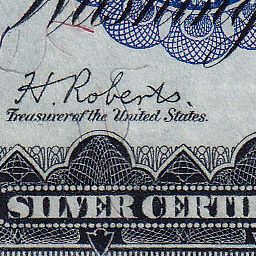 H. Roberts.
Treasurer of the United States.
SILVER CERTI